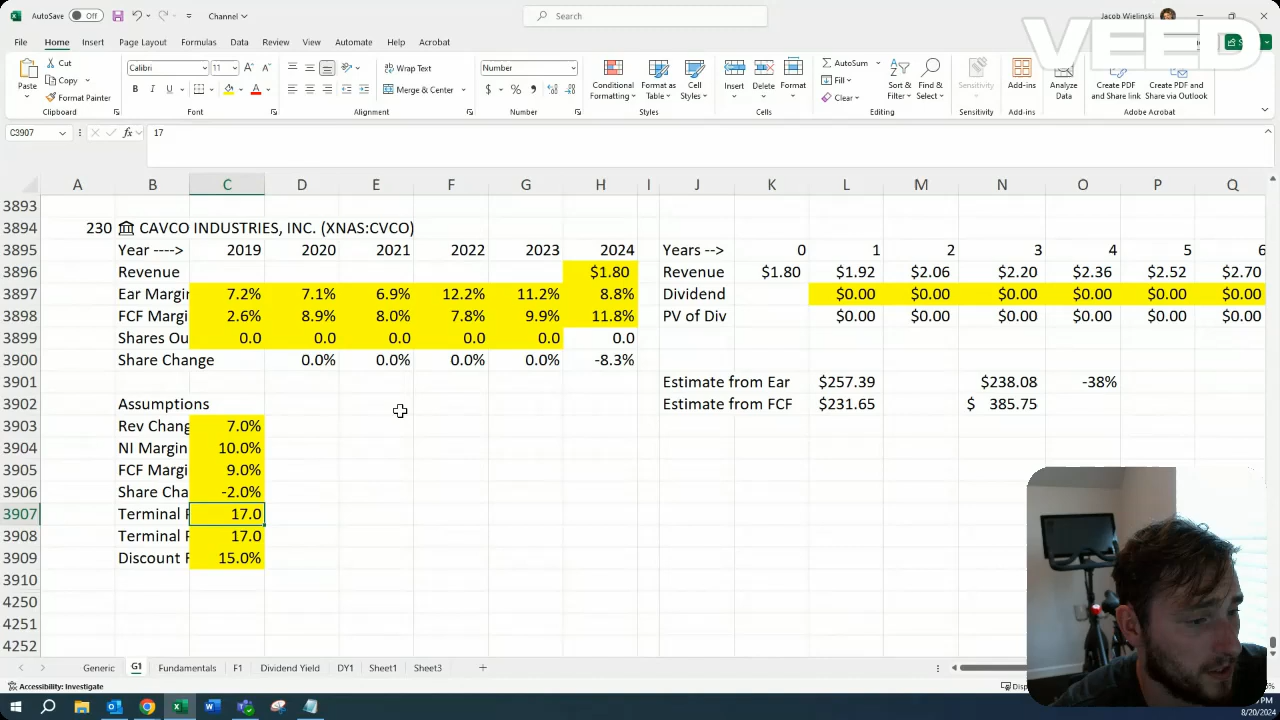 AutoSave Off Channel Search Jacob Wielinski
VEED
File Home Insert Page Layout Formulas Data Review View Automate Help Acrobat
Paste Cut Copy Format Painter Calibri 11 Wrap Text Merge & Center Number Conditional Formatting Format as Table Cell Styles Insert Delete Format AutoSum Fill Clear Sort & Filter Find & Select Sensitivity Add-ins Analyze Data Create PDF and Share link Create PDF and Share via Outlook
Clipboard Font Alignment Number Styles Cells Editing Sensitivity Add-ins Adobe Acrobat
C3907 fx 17
A B C D E F G H I J K L M N O P Q
3893
3894 230 CAVCO INDUSTRIES, INC. (XNAS:CVCO)
3895 Year ----> 2019 2020 2021 2022 2023 2024 Years --> 0 1 2 3 4 5 6
3896 Revenue $1.80 Revenue $1.80 $1.92 $2.06 $2.20 $2.36 $2.52 $2.70
3897 Ear Margin 7.2% 7.1% 6.9% 12.2% 11.2% 8.8% Dividend $0.00 $0.00 $0.00 $0.00 $0.00 $0.00
3898 FCF Margi 2.6% 8.9% 8.0% 7.8% 9.9% 11.8% PV of Div $0.00 $0.00 $0.00 $0.00 $0.00 $0.00
3899 Shares Ou 0.0 0.0 0.0 0.0 0.0 0.0
3900 Share Change 0.0% 0.0% 0.0% 0.0% -8.3%
3901 Estimate from Ear $257.39 $238.08 -38%
3902 Assumptions Estimate from FCF $231.65 $ 385.75
3903 Rev Chang 7.0%
3904 NI Margin 10.0%
3905 FCF Margi 9.0%
3906 Share Cha -2.0%
3907 Terminal P 17.0
3908 Terminal P 17.0
3909 Discount R 15.0%
3910
4250
4251
4252
Generic G1 Fundamentals F1 Dividend Yield DY1 Sheet1 Sheet3
Accessibility: Investigate
8/20/2024